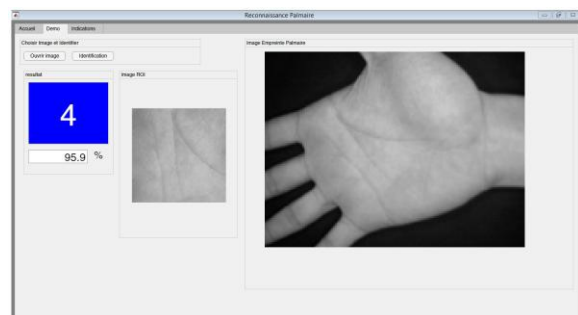 Reconnaissance Palmaire
Accueil Demo Indications
Choisir Image et Identifier
Ouvrir image Identification
resultat
4
95.9 %
Image ROI
Image Empreinte Palmaire